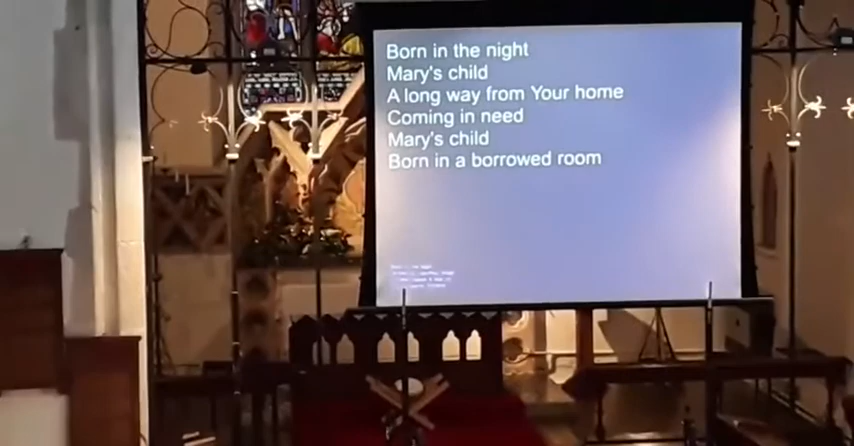 Born in the night
Mary's child
A long way from Your home
Coming in need
Mary's child
Born in a borrowed room